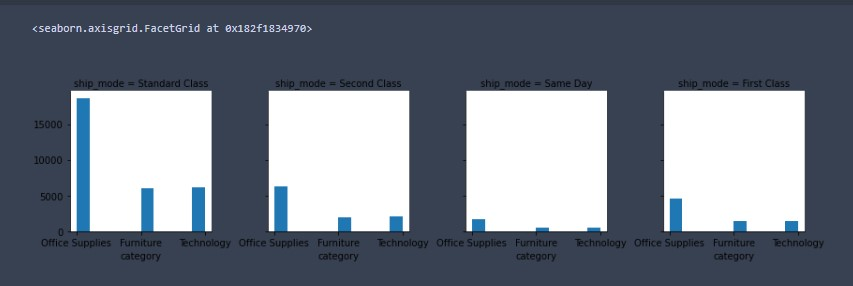 <seaborn.axisgrid.FacetGrid at 0x182f1834970>
ship_mode = Standard Class ship_mode = Second Class ship_mode = Same Day ship_mode = First Class
15000
10000
5000
0
Office Supplies Furniture Technology Office Supplies Furniture Technology Office Supplies Furniture Technology Office Supplies Furniture Technology
category category category category